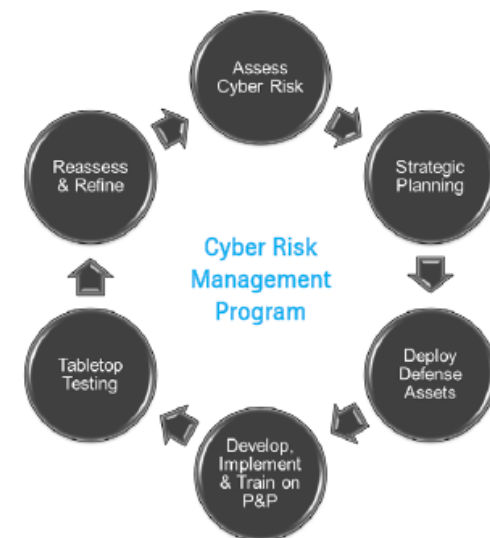 Assess
Cyber Risk
Strategic
Planning
Deploy
Defense
Assets
Develop,
Implement
& Train on
P&P
Tabletop
Testing
Reassess
& Refine
Cyber Risk
Management
Program